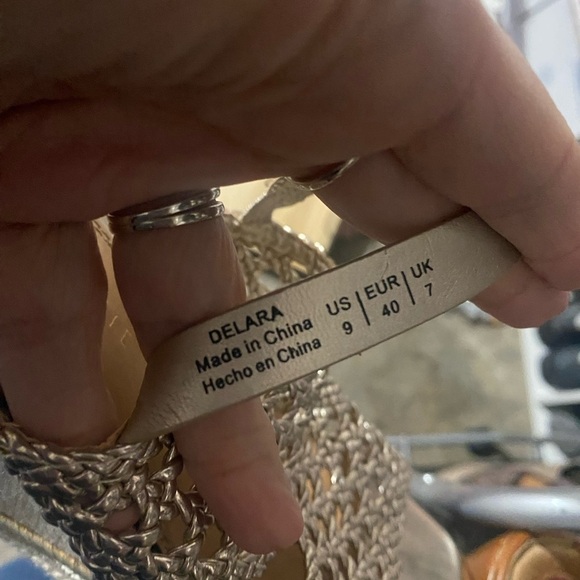 DELARA
Made in China
Hecho en China
US | EUR | UK
9 | 40 | 7